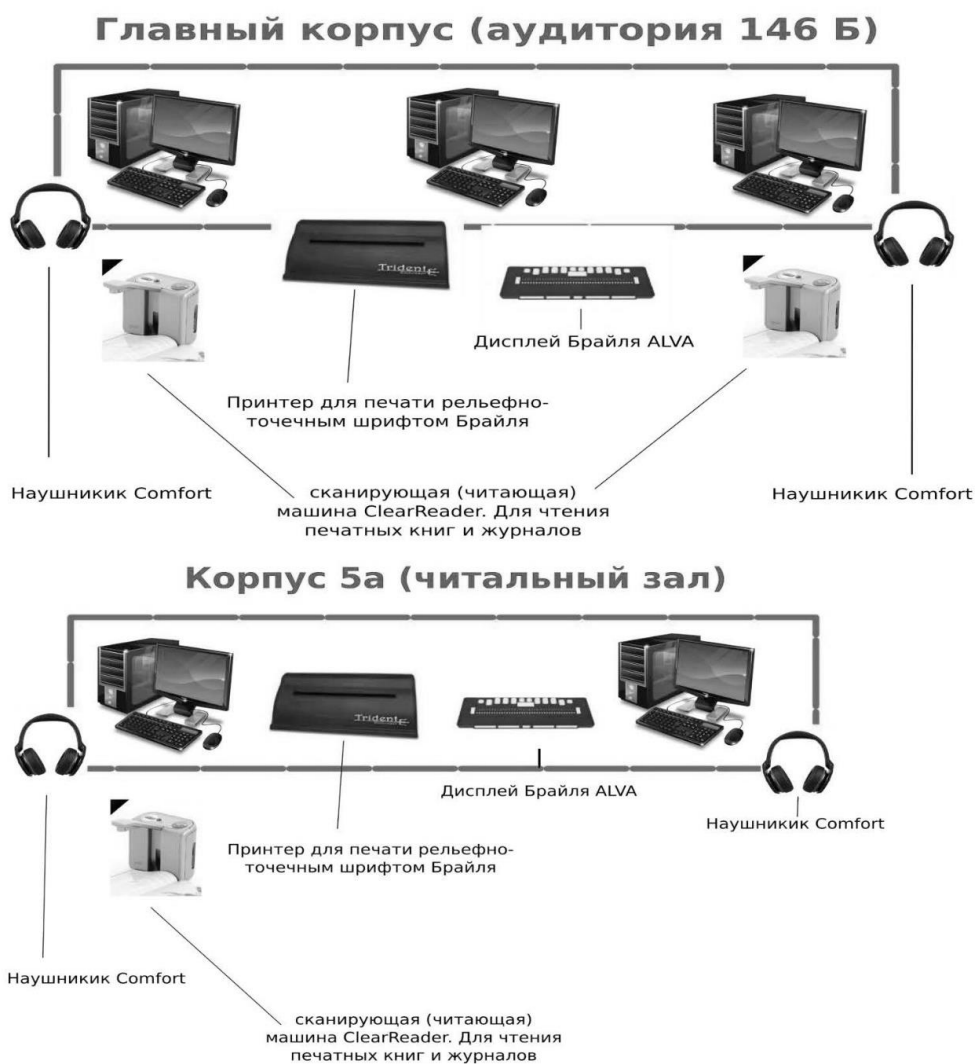 Главный корпус (аудитория 146 Б)
Trident
Дисплей Брайля ALVA
Принтер для печати рельефно-
точечным шрифтом Брайля
Наушникик Comfort
сканирующая (читающая)
машина ClearReader. Для чтения
печатных книг и журналов
Наушникик Comfort
Корпус 5а (читальный зал)
Trident
Дисплей Брайля ALVA
Наушникик Comfort
Принтер для печати рельефно-
точечным шрифтом Брайля
Наушникик Comfort
сканирующая (читающая)
машина ClearReader. Для чтения
печатных книг и журналов